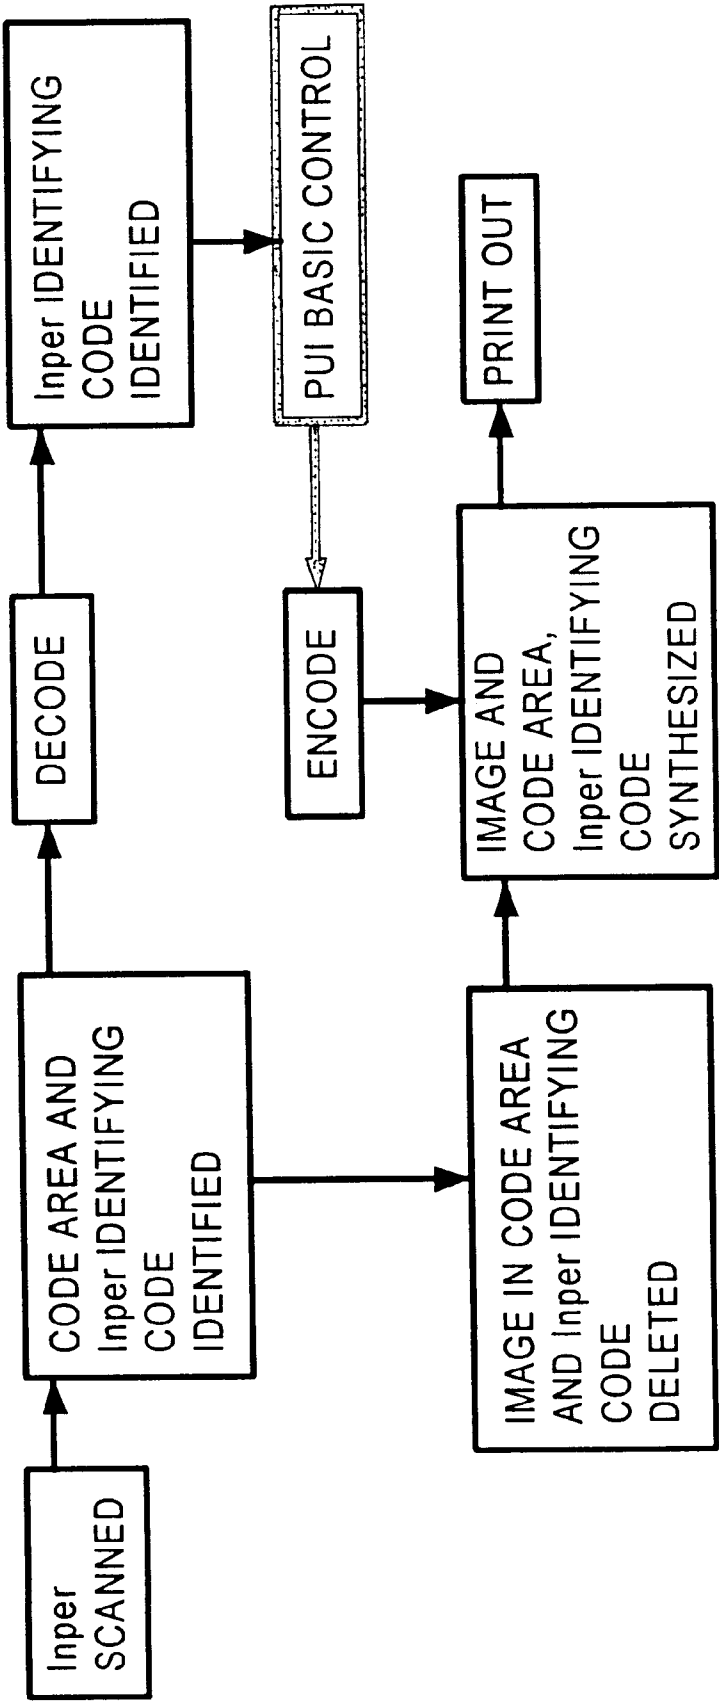 Inper
SCANNED
CODE AREA AND
Inper IDENTIFYING
CODE
IDENTIFIED
DECODE
Inper IDENTIFYING
CODE
IDENTIFIED
PUI BASIC CONTROL
ENCODE
IMAGE IN CODE AREA
AND Inper IDENTIFYING
CODE
DELETED
IMAGE AND
CODE AREA,
Inper IDENTIFYING
CODE
SYNTHESIZED
PRINT OUT